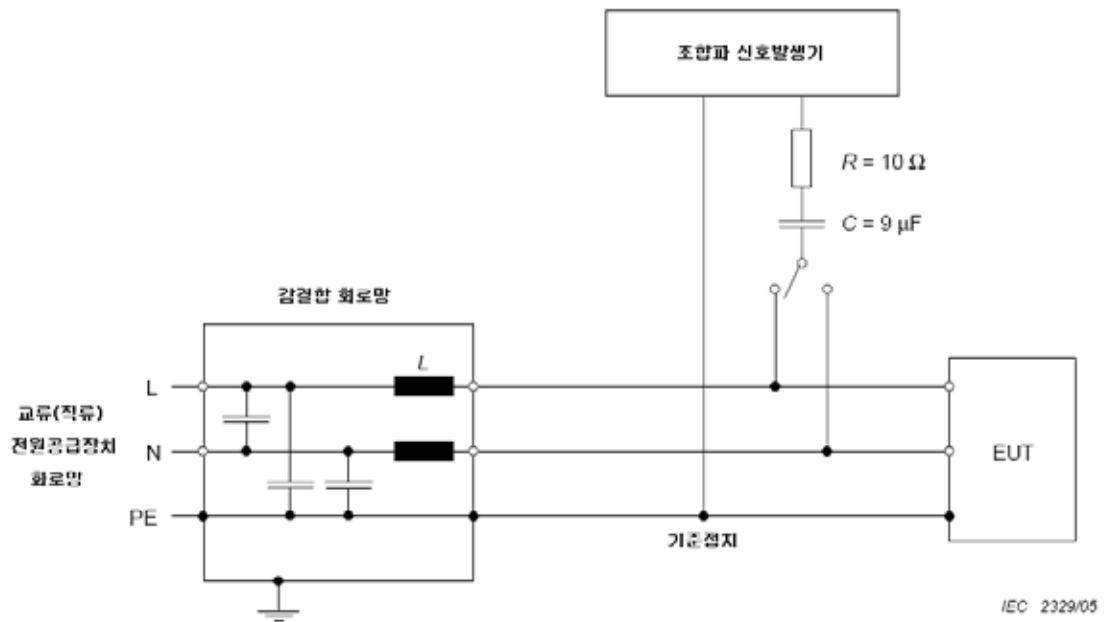 조합파 신호발생기
R = 10 Ω
C = 9 μF
감결합 회로망
L
L
교류(직류)
전원공급장치
회로망
N
EUT
PE
기준접지
IEC 2329/05